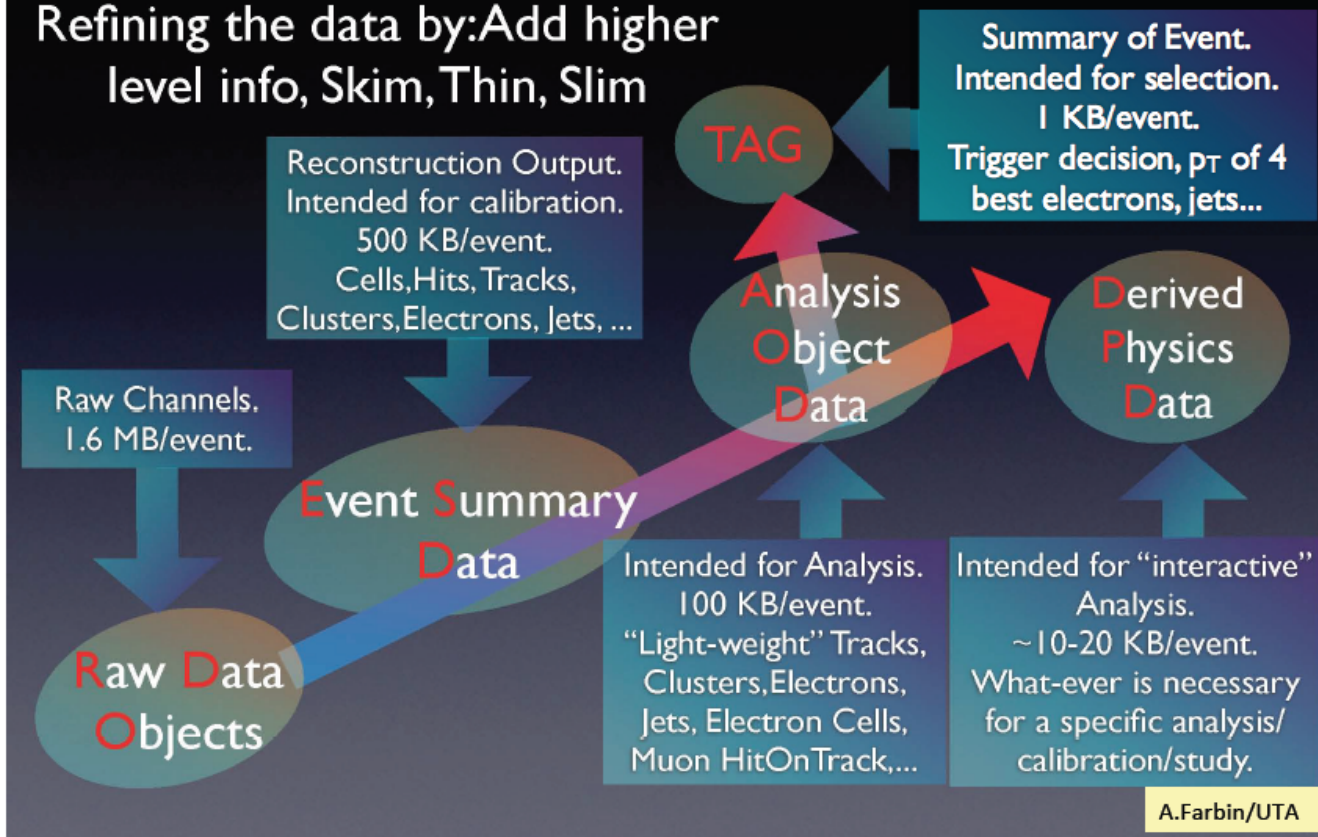 Refining the data by:Add higher
level info, Skim, Thin, Slim
Summary of Event.
Intended for selection.
1 KB/event.
Trigger decision, pT of 4
best electrons, jets...
TAG
Reconstruction Output.
Intended for calibration.
500 KB/event.
Cells,Hits, Tracks,
Clusters,Electrons, Jets, ...
Analysis
Object
Data
Derived
Physics
Data
Raw Channels.
1.6 MB/event.
Event Summary
Data
Raw Data
Objects
Intended for Analysis.
100 KB/event.
“Light-weight” Tracks,
Clusters,Electrons,
Jets, Electron Cells,
Muon HitOnTrack,...
Intended for “interactive”
Analysis.
~10-20 KB/event.
What-ever is necessary
for a specific analysis/
calibration/study.
A.Farbin/UTA